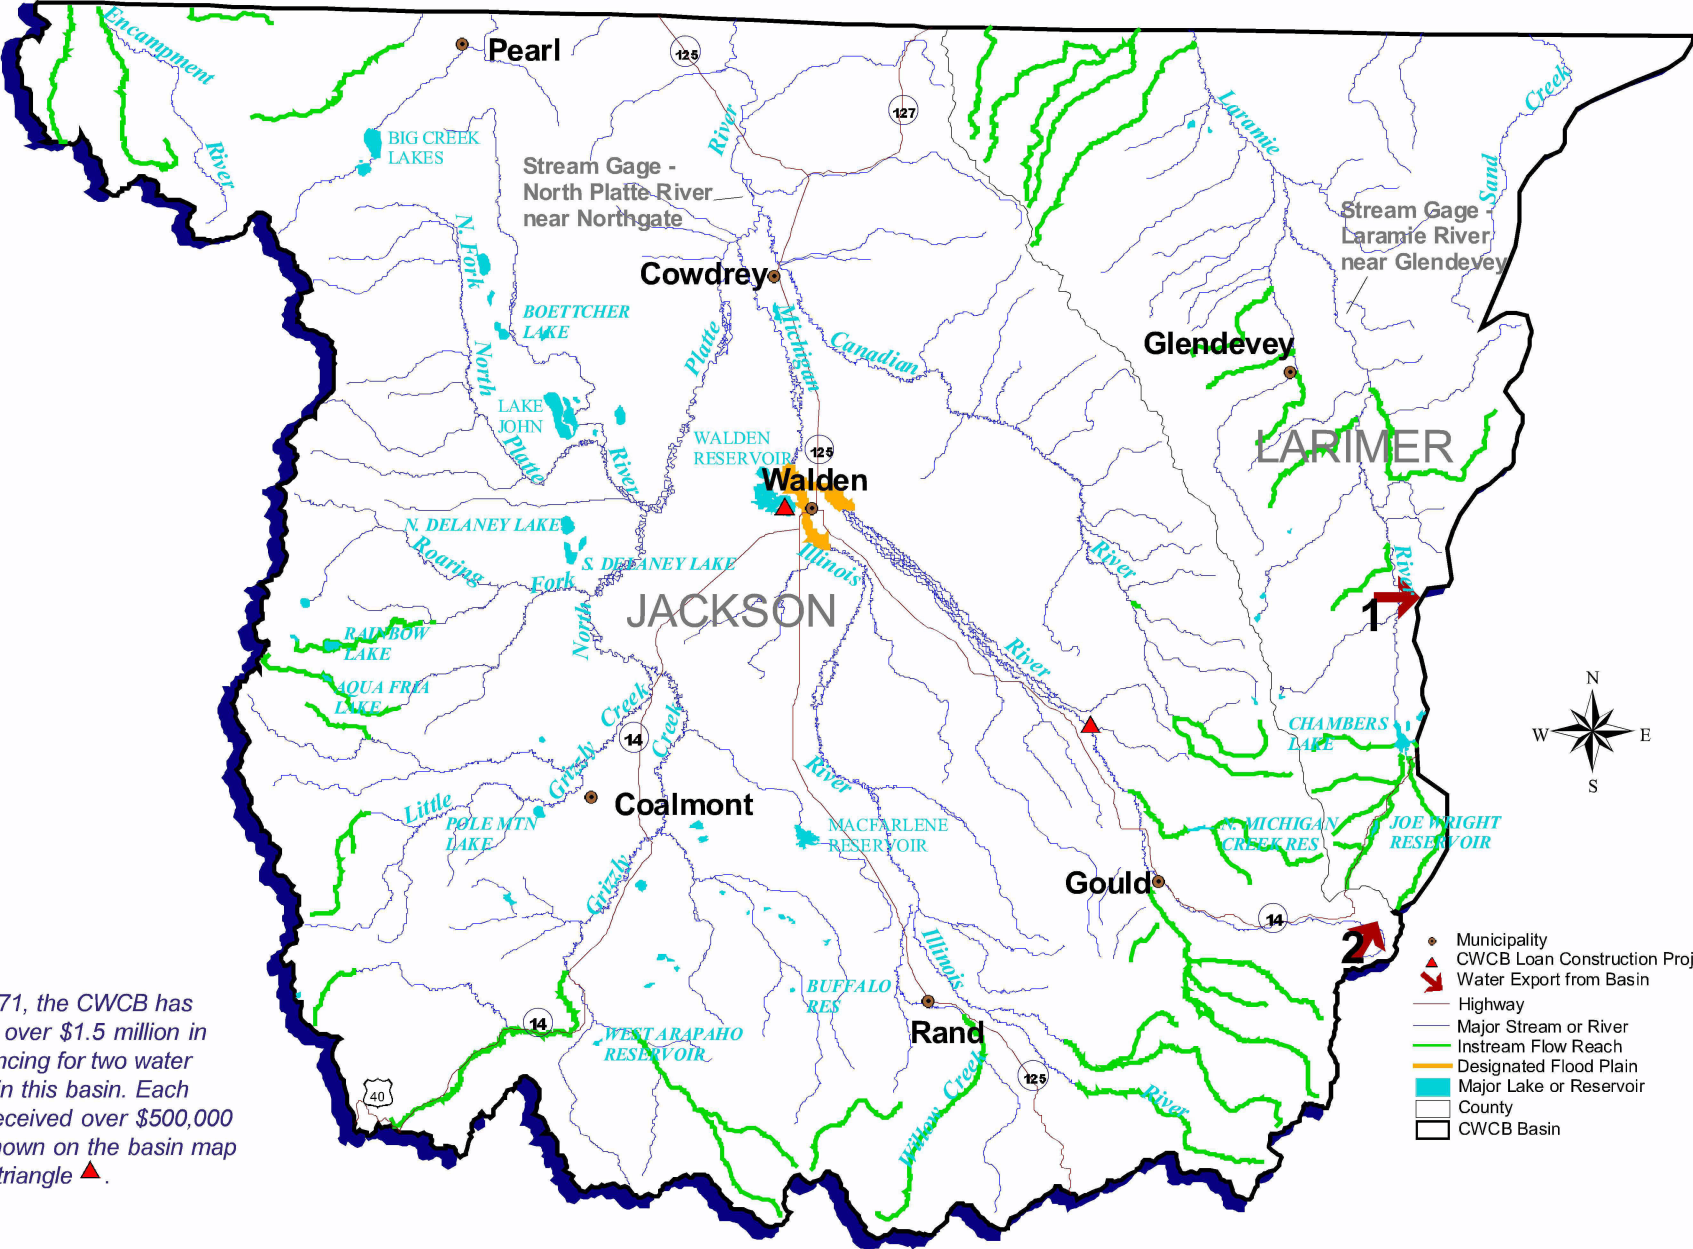 Encampment
River
Pearl
125
127
River
BIG CREEK
LAKES
Stream Gage -
North Platte River
near Northgate
Laramie
Creek
Sand
Stream Gage -
Laramie River
near Glendevey
N. Fork
North
Platte
River
Cowdrey
BOETTCHER
LAKE
Platte
Michigan
Canadian
Glendevey
LAKE
JOHN
WALDEN
RESERVOIR
125
Walden
LARIMER
N. DELANEY LAKE
Roaring
Fork
S. DELANEY LAKE
Illinois
River
River
1
JACKSON
North
RAINBOW
LAKE
AQUA FRIA
LAKE
River
N
W E
S
Creek
Grizzly
Little
14
Creek
Grizzly
CHAMBERS
LAKE
Coalmont
River
POLE MTN
LAKE
MACFARLENE
RESERVOIR
N. MICHIGAN
CREEK RES
JOE WRIGHT
RESERVOIR
Gould
14
2
Illinois
BUFFALO
RES
Rand
14
WEST ARAPAHO
RESERVOIR
125
Willow Creek
River
40
71, the CWCB has
over $1.5 million in
ncing for two water
in this basin. Each
eceived over $500,000
hown on the basin map
triangle .
Municipality
CWCB Loan Construction Proj
Water Export from Basin
Highway
Major Stream or River
Instream Flow Reach
Designated Flood Plain
Major Lake or Reservoir
County
CWCB Basin